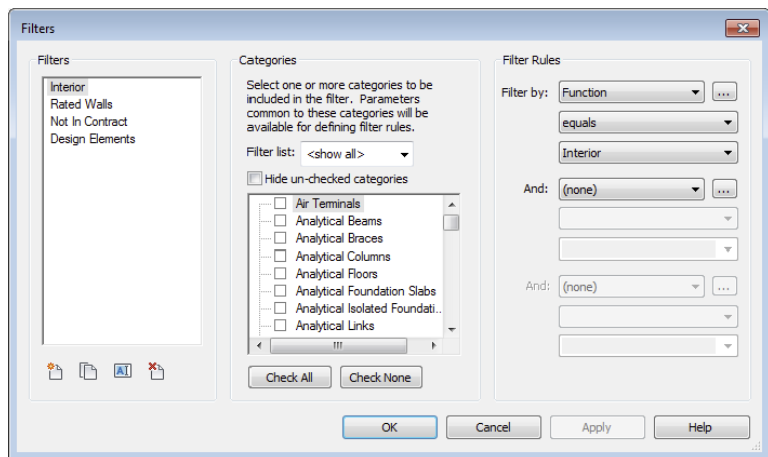 Filters
Filters
Interior
Rated Walls
Not In Contract
Design Elements
Categories
Select one or more categories to be
included in the filter. Parameters
common to these categories will be
available for defining filter rules.
Filter list: <show all>
Hide un-checked categories
Air Terminals
Analytical Beams
Analytical Braces
Analytical Columns
Analytical Floors
Analytical Foundation Slabs
Analytical Isolated Foundati..
Analytical Links
Check All Check None
Filter Rules
Filter by: Function ...
equals
Interior
And: (none) ...
And: (none) ...
OK Cancel Apply Help